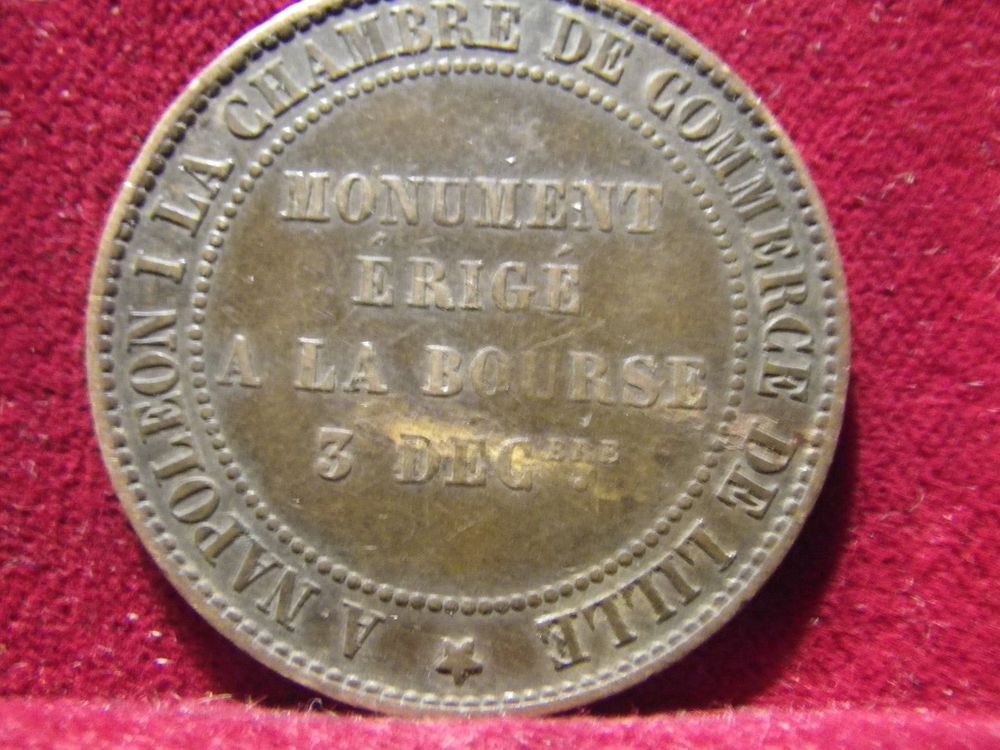 A NAPOLEON I LA CHAMBRE DE COMMERCE DE LILLE
MONUMENT
ÉRIGÉ
A LA BOURSE
3 DECBRE.